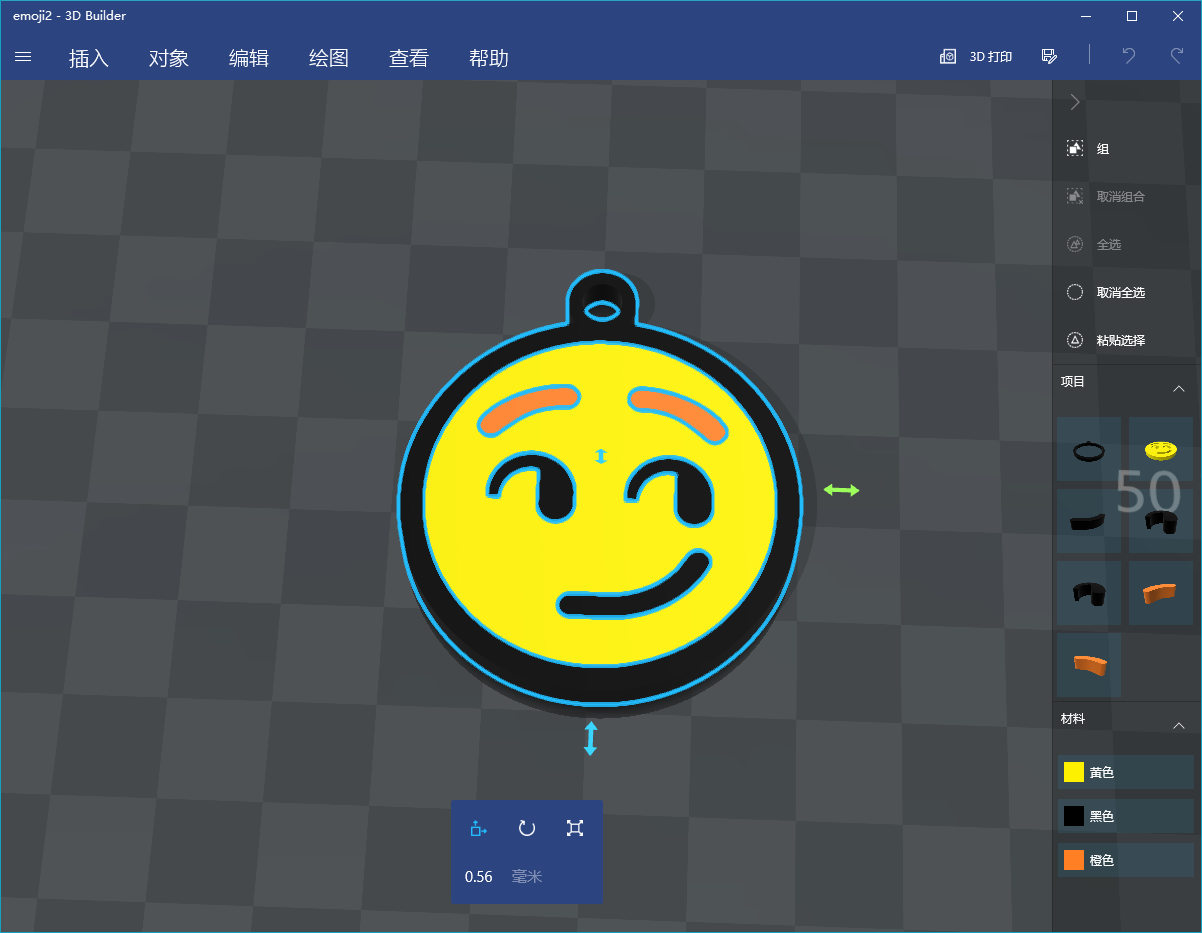 emoji2 - 3D Builder
插入 对象 编辑 绘图 查看 帮助 3D 打印
组
取消组合
全选
取消全选
粘贴选择
项目
50
材料
黄色
黑色
橙色
0.56 毫米